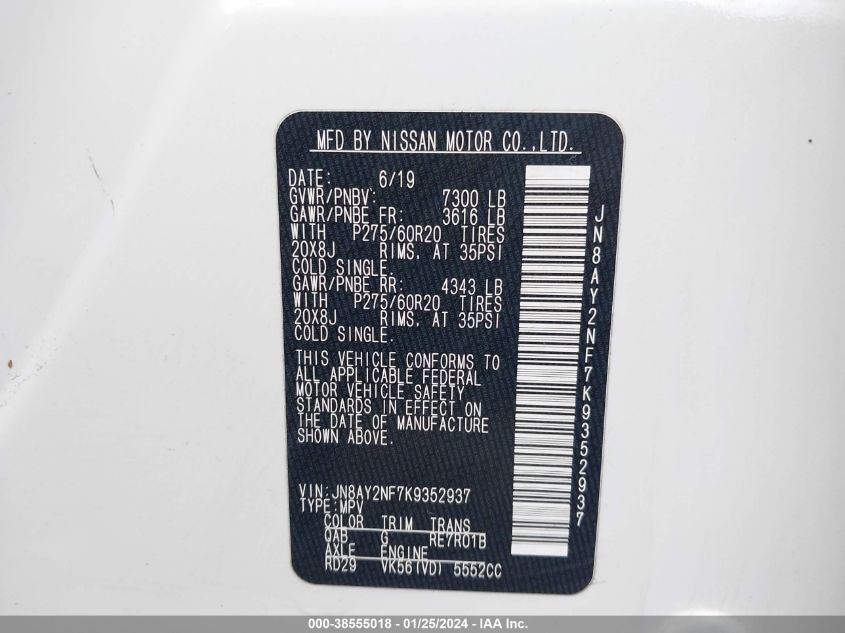 MFD BY NISSAN MOTOR CO.,LTD.
DATE: 6/19
GVWR/PNBV: 7300 LB
GAWR/PNBE FR: 3616 LB
WITH P275/60R20 TIRES
20X8J RIMS, AT 35PSI
COLD SINGLE.
GAWR/PNBE RR: 4343 LB
WITH P275/60R20 TIRES
20X8J RIMS, AT 35PSI
COLD SINGLE.
THIS VEHICLE CONFORMS TO
ALL APPLICABLE FEDERAL
MOTOR VEHICLE SAFETY
STANDARDS IN EFFECT ON
THE DATE OF MANUFACTURE
SHOWN ABOVE.
VIN:JN8AY2NF7K9352937
TYPE:MPV
COLOR TRIM TRANS
QAB G RE7R01B
AXLE ENGINE
RD29 VK56(VD) 5552CC
JN8AY2NF7K9352937
000-38555018 - 01/25/2024 - IAA Inc.